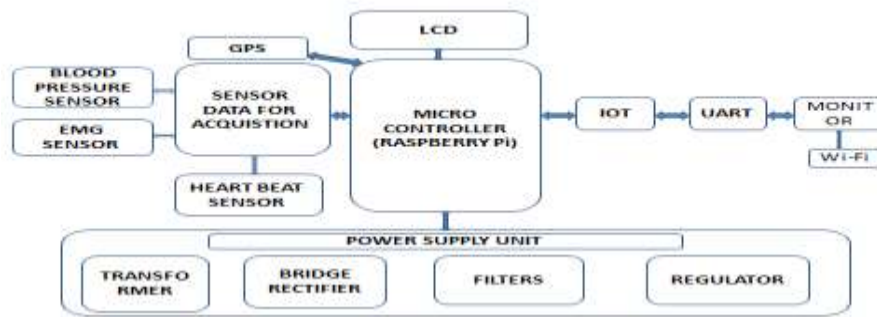 LCD
GPS
BLOOD
PRESSURE
SENSOR
EMG
SENSOR
SENSOR
DATA FOR
ACQUISTION
HEART BEAT
SENSOR
MICRO
CONTROLLER
(RASPBERRY Pi)
IOT
UART
MONIT
OR
Wi-Fi
POWER SUPPLY UNIT
TRANSFO
RMER
BRIDGE
RECTIFIER
FILTERS
REGULATOR